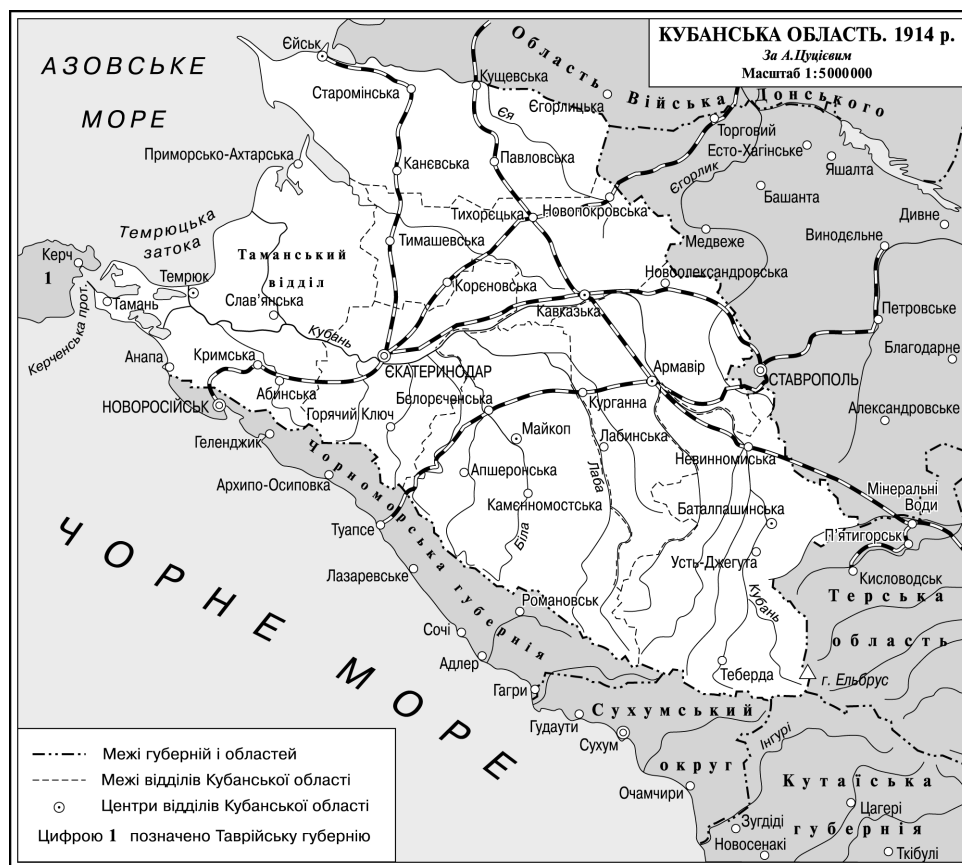 КУБАНСЬКА ОБЛАСТЬ. 1914 р.
За А.Цуцієвим
Масштаб 1:5000000
АЗОВСЬКЕ
МОРЕ
Єйськ
Староминська
Кущевська
Область Війська Донського
Єгорлицька
Торговий
Есто-Хагінське
Яшалта
Єя
Приморсько-Ахтарська
Канєвська
Павловська
Єгорлик
Башанта
Дивне
Тихорєцька
Новопокровська
Медвеже
Винодєльне
Темрюцька
затока
Керч
1
Тимашевська
Таманський
відділ
Новоолександровська
Темрюк
Тамань
Слав'янська
Корєновська
Кавказька
Петровське
Керченська прот.
Кубань
Благодарне
Анапа
Кримська
ЄКАТЕРИНОДАР
Армавір
СТАВРОПОЛЬ
Абинська
НОВОРОСІЙСЬК
Горячий Ключ
Белорєченська
Курганна
Александровське
Геленджик
Майкоп
Лабинська
Невинномиська
Архипо-Осиповка
Апшеронська
Лаба
Мінеральні
Води
Камєнномостська
Баталпашинська
Біла
П'ятигорськ
Туапсе
Усть-Джегута
Кисловодськ
Чорноморська губернія
Лазаревське
Романовськ
Кубань
Терська
область
ЧОРНЕ МОРЕ
Сочі
Адлер
Теберда
г. Ельбрус
Гагри
Гудаути
Сухумський
округ
Сухум
Інгурі
Очамчири
Кутаїська
губернія
Цагері
Зугдіді
Новосенакі
Ткібулі
Межі губерній і областей
Межі відділів Кубанської області
Центри відділів Кубанської області
Цифрою 1 позначено Таврійську губернію